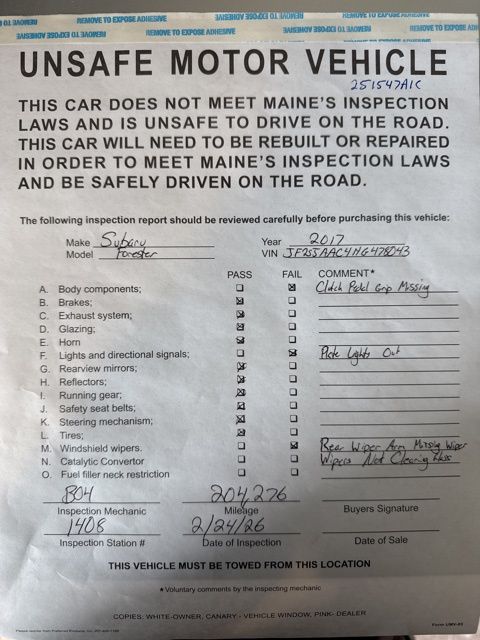 REMOVE TO EXPOSE ADHESIVE
UNSAFE MOTOR VEHICLE
251547A1C
THIS CAR DOES NOT MEET MAINE'S INSPECTION
LAWS AND IS UNSAFE TO DRIVE ON THE ROAD.
THIS CAR WILL NEED TO BE REBUILT OR REPAIRED
IN ORDER TO MEET MAINE'S INSPECTION LAWS
AND BE SAFELY DRIVEN ON THE ROAD.
The following inspection report should be reviewed carefully before purchasing this vehicle:
Make Subaru Year 2017
Model Forester VIN JF2SJAAC4HG478043
PASS FAIL COMMENT*
A. Body components; ☐ ☒ Clutch Pedal Grip Missing
B. Brakes; ☒ ☐
C. Exhaust system; ☒ ☐
D. Glazing; ☒ ☐
E. Horn ☒ ☐
F. Lights and directional signals; ☐ ☒ Plate Lights Out
G. Rearview mirrors; ☒ ☐
H. Reflectors; ☒ ☐
I. Running gear; ☒ ☐
J. Safety seat belts; ☒ ☐
K. Steering mechanism; ☒ ☐
L. Tires; ☒ ☐
M. Windshield wipers. ☐ ☒ Rear Wiper Arm Missing Wiper
N. Catalytic Convertor ☐ ☐ Wipers Not Clearing Glass
O. Fuel filler neck restriction ☐ ☐
804 204,276
Inspection Mechanic Mileage Buyers Signature
1408 2/24/26
Inspection Station # Date of Inspection Date of Sale
THIS VEHICLE MUST BE TOWED FROM THIS LOCATION
*Voluntary comments by the inspecting mechanic
COPIES: WHITE-OWNER, CANARY - VEHICLE WINDOW, PINK- DEALER
Form UMV-03